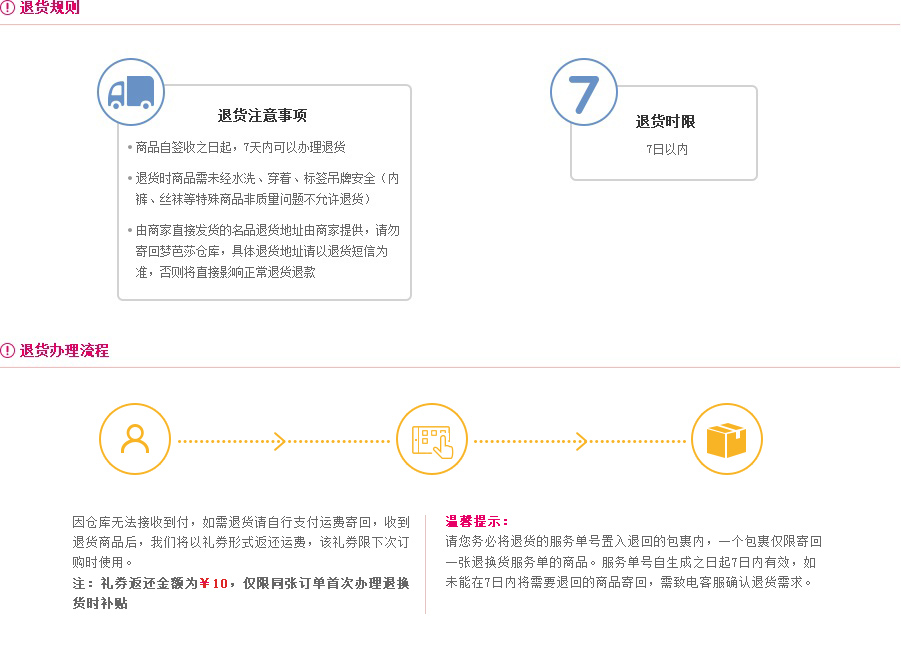 退货规则
退货注意事项
• 商品自签收之日起，7天内可以办理退货
• 退货时商品需未经水洗、穿着、标签吊牌安全（内
裤、丝袜等特殊商品非质量问题不允许退货）
• 由商家直接发货的名品退货地址由商家提供，请勿
寄回梦芭莎仓库，具体退货地址请以退货短信为
准，否则将直接影响正常退货退款
7
退货时限
7日以内
退货办理流程
因仓库无法接收到付，如需退货请自行支付运费寄回，收到
退货商品后，我们将以礼券形式返还运费，该礼券限下次订
购时使用。
注：礼券返还金额为￥10，仅限同张订单首次办理退换
货时补贴
温馨提示：
请您务必将退货的服务单号置入退回的包裹内，一个包裹仅限寄回
一张退换货服务单的商品。服务单号自生成之日起7日内有效，如
未能在7日内将需要退回的商品寄回，需致电客服确认退货需求。